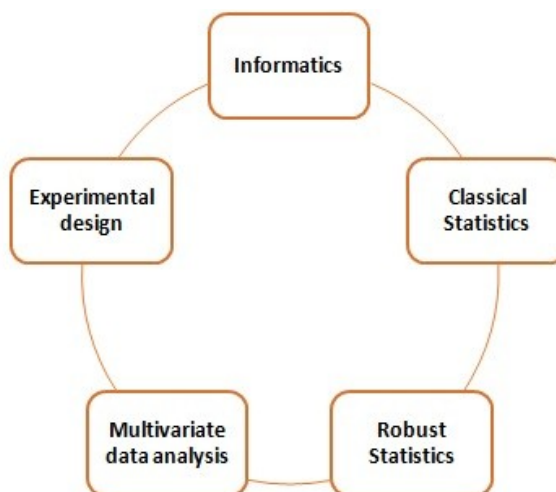 Informatics
Classical
Statistics
Robust
Statistics
Multivariate
data analysis
Experimental
design